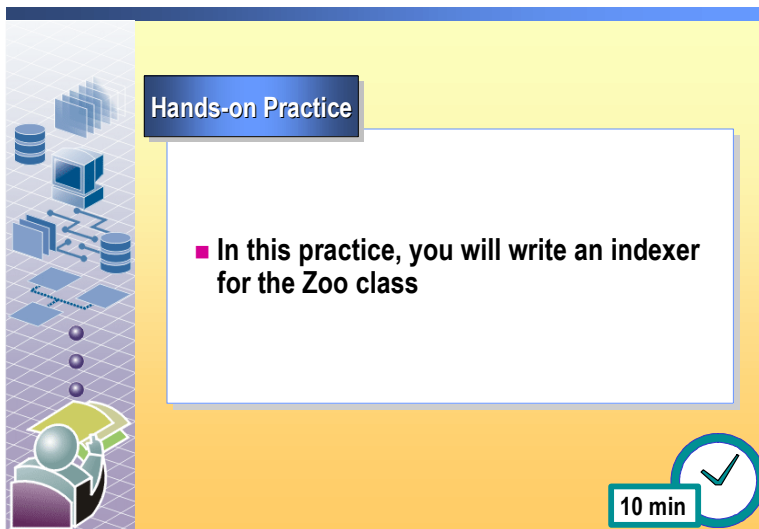 Hands-on Practice
■ In this practice, you will write an indexer
for the Zoo class
10 min